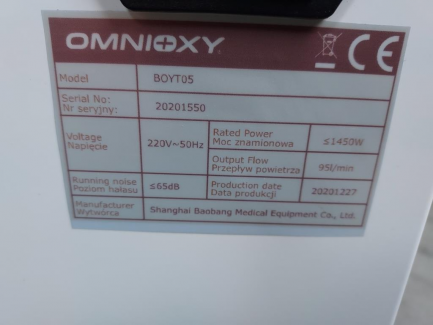 OMNIOXY
CE
Model BOYT05
Serial No: 20201550
Nr seryjny:
Voltage 220V~50Hz Rated Power ≤1450W
Napięcie Moc znamionowa
Output Flow 95l/min
Przepływ powietrza
Running noise ≤65dB Production date 20201227
Poziom hałasu Data produkcji
Manufacturer Shanghai Baobang Medical Equipment Co., Ltd.
Wytwórca